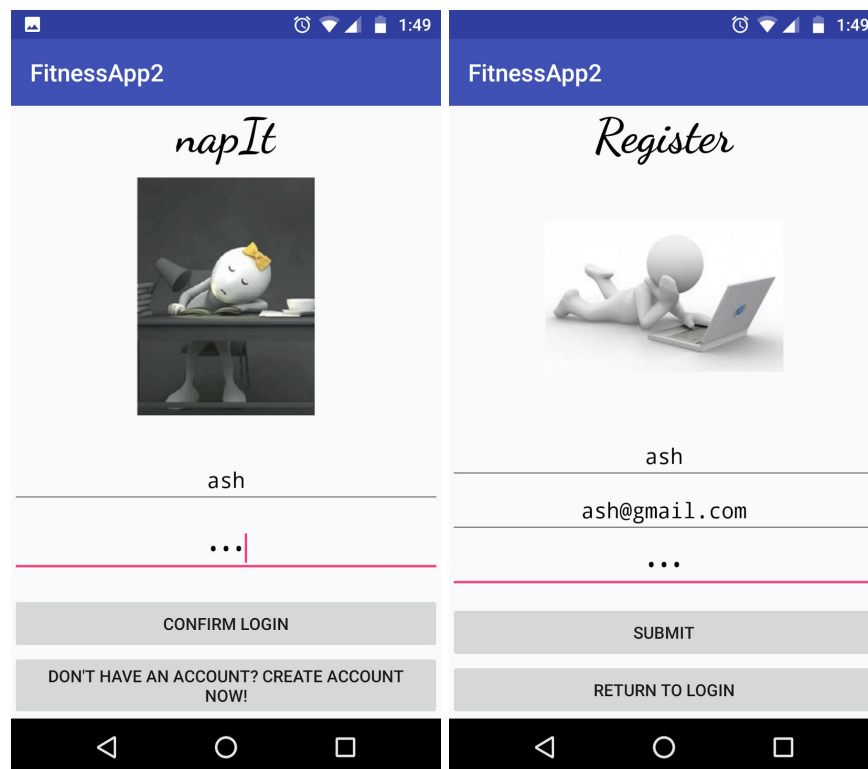 1:49
FitnessApp2
napIt
ash
•••
CONFIRM LOGIN
DON'T HAVE AN ACCOUNT? CREATE ACCOUNT
NOW!
1:49
FitnessApp2
Register
ash
ash@gmail.com
•••
SUBMIT
RETURN TO LOGIN